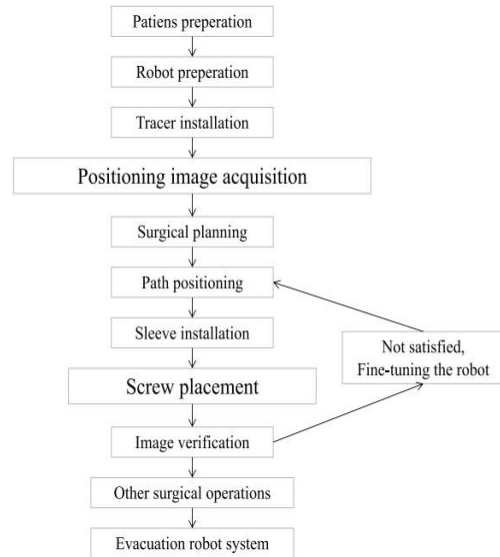 Patiens preperation
Robot preperation
Tracer installation
Positioning image acquisition
Surgical planning
Path positioning
Sleeve installation
Not satisfied,
Fine-tuning the robot
Screw placement
Image verification
Other surgical operations
Evacuation robot system